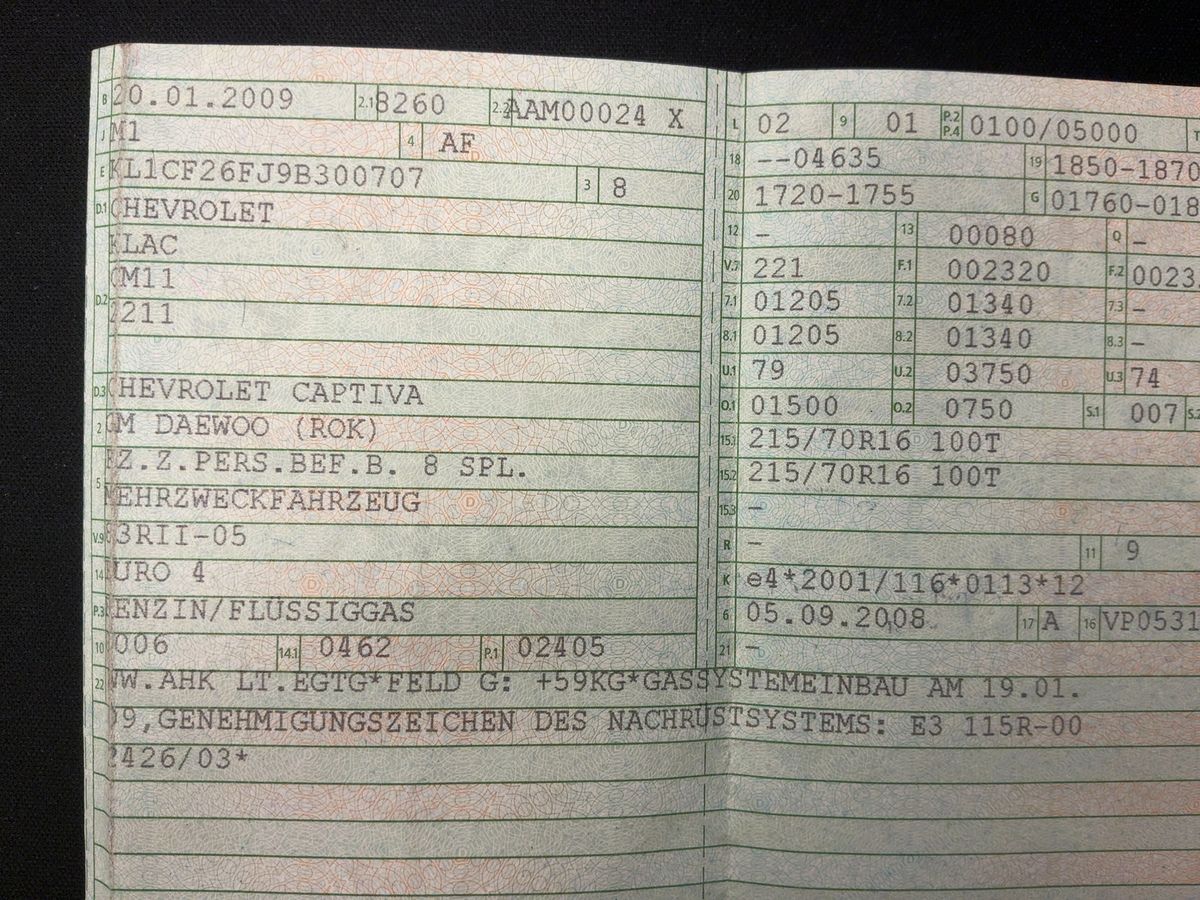 B 20.01.2009 2.1 8260 2.2 AAM00024 X
J M1 4 AF
E KL1CF26FJ9B300707 3 8
D.1 CHEVROLET
KLAC
D.2 CM11
2211
D.3 CHEVROLET CAPTIVA
2 GM DAEWOO (ROK)
FZ.Z.PERS.BEF.B. 8 SPL.
5 MEHRZWECKFAHRZEUG
V.9 3RII-05
14 EURO 4
P.3 BENZIN/FLÜSSIGGAS
10 0006 14.1 0462 P.1 02405
L 02 9 01 P.2 P.4 0100/05000 T
18 --04635 19 1850-1870
20 1720-1755 G 01760-018
12 - 13 00080 Q -
V.7 221 F.1 002320 F.2 0023
7.1 01205 7.2 01340 7.3 -
8.1 01205 8.2 01340 8.3 -
U.1 79 U.2 03750 U.3 74
O.1 01500 O.2 0750 S.1 007 S.2
15.1 215/70R16 100T
15.2 215/70R16 100T
15.3 -
R - 11 9
K e4*2001/116*0113*12
6 05.09.2008 17 A 16 VP0531
21 -
22 WW.AHK LT.EGTG*FELD G: +59KG*GASSYSTEMEINBAU AM 19.01.
09,GENEHMIGUNGSZEICHEN DES NACHRÜSTSYSTEMS: E3 115R-00
2426/03*